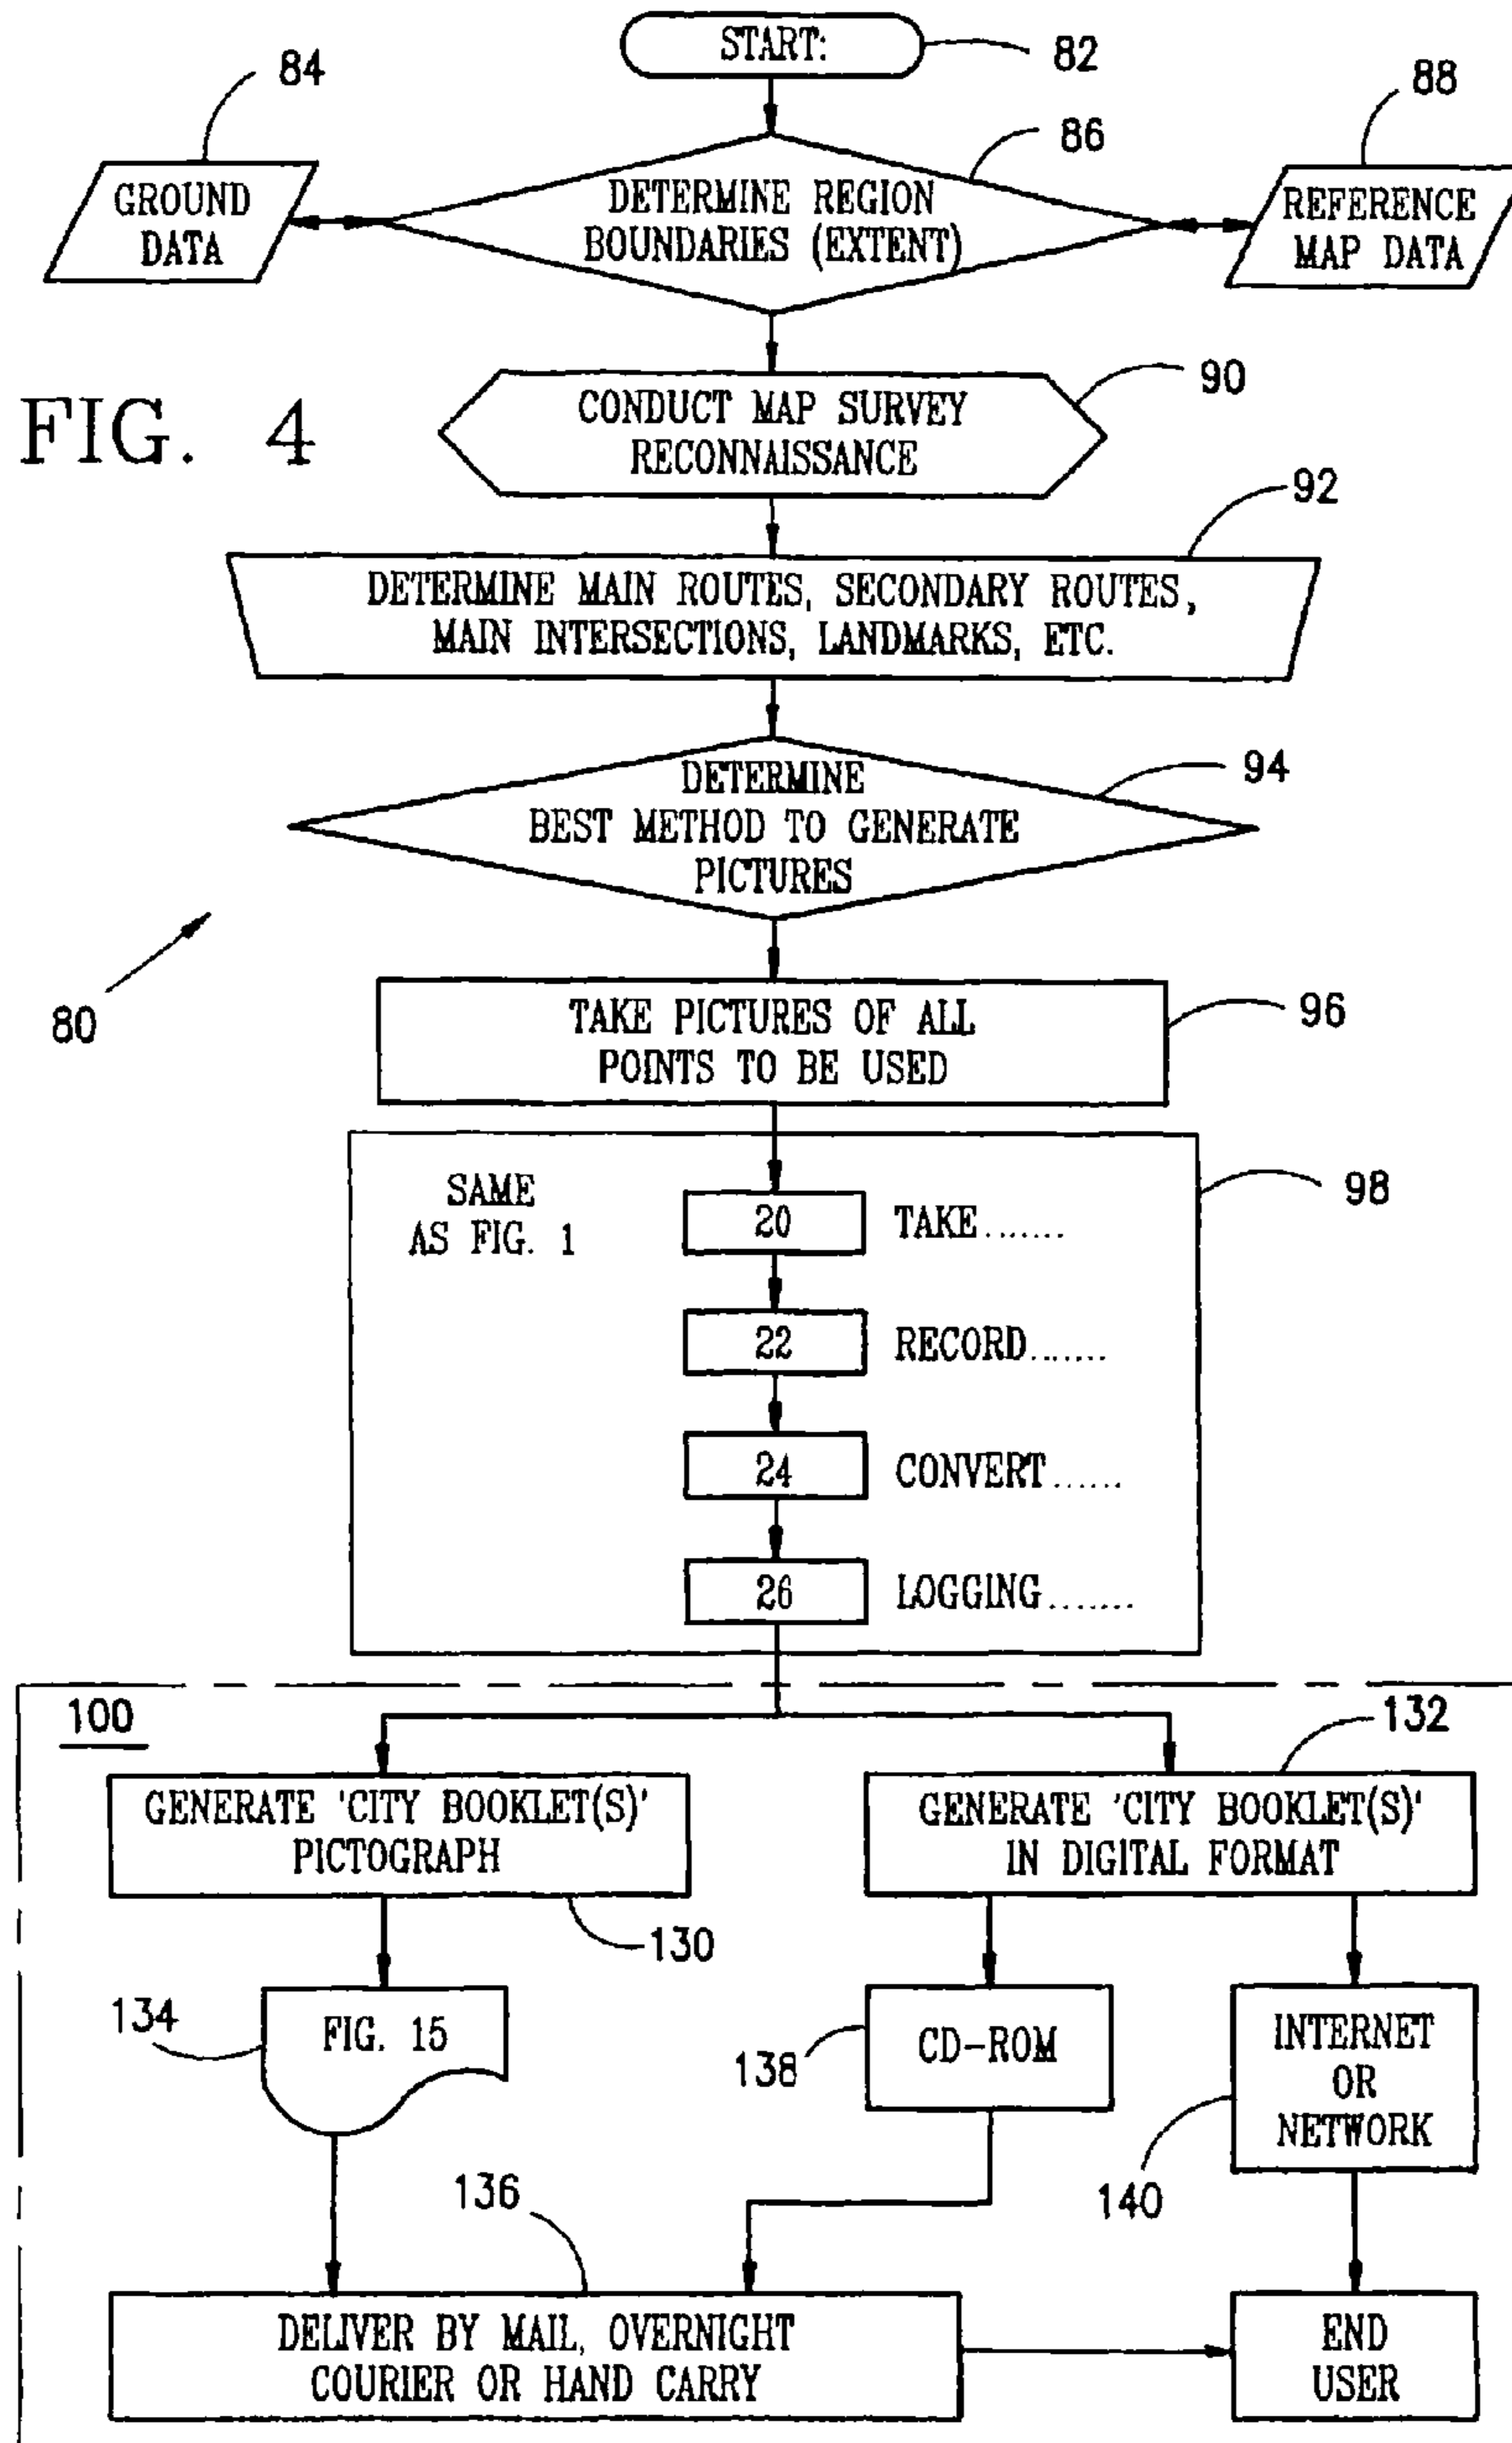 START:
82
84
88
86
GROUND
DATA
DETERMINE REGION
BOUNDARIES (EXTENT)
REFERENCE
MAP DATA
FIG. 4
CONDUCT MAP SURVEY
RECONNAISSANCE
90
92
DETERMINE MAIN ROUTES, SECONDARY ROUTES,
MAIN INTERSECTIONS, LANDMARKS, ETC.
DETERMINE
BEST METHOD TO GENERATE
PICTURES
94
80
TAKE PICTURES OF ALL
POINTS TO BE USED
96
SAME
AS FIG. 1
98
20 TAKE.......
22 RECORD.......
24 CONVERT......
26 LOGGING.......
100
132
GENERATE 'CITY BOOKLET(S)'
PICTOGRAPH
GENERATE 'CITY BOOKLET(S)'
IN DIGITAL FORMAT
130
134
FIG. 15
138
CD-ROM
INTERNET
OR
NETWORK
140
136
DELIVER BY MAIL, OVERNIGHT
COURIER OR HAND CARRY
END
USER